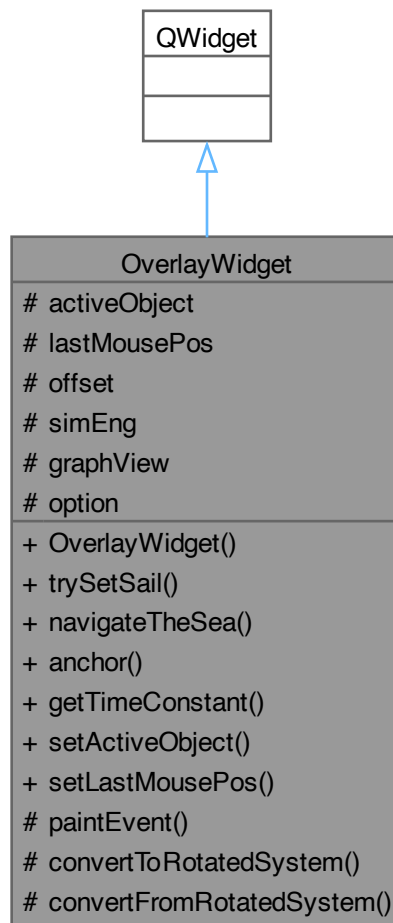 QWidget
OverlayWidget
# activeObject
# lastMousePos
# offset
# simEng
# graphView
# option
+ OverlayWidget()
+ trySetSail()
+ navigateTheSea()
+ anchor()
+ getTimeConstant()
+ setActiveObject()
+ setLastMousePos()
# paintEvent()
# convertToRotatedSystem()
# convertFromRotatedSystem()